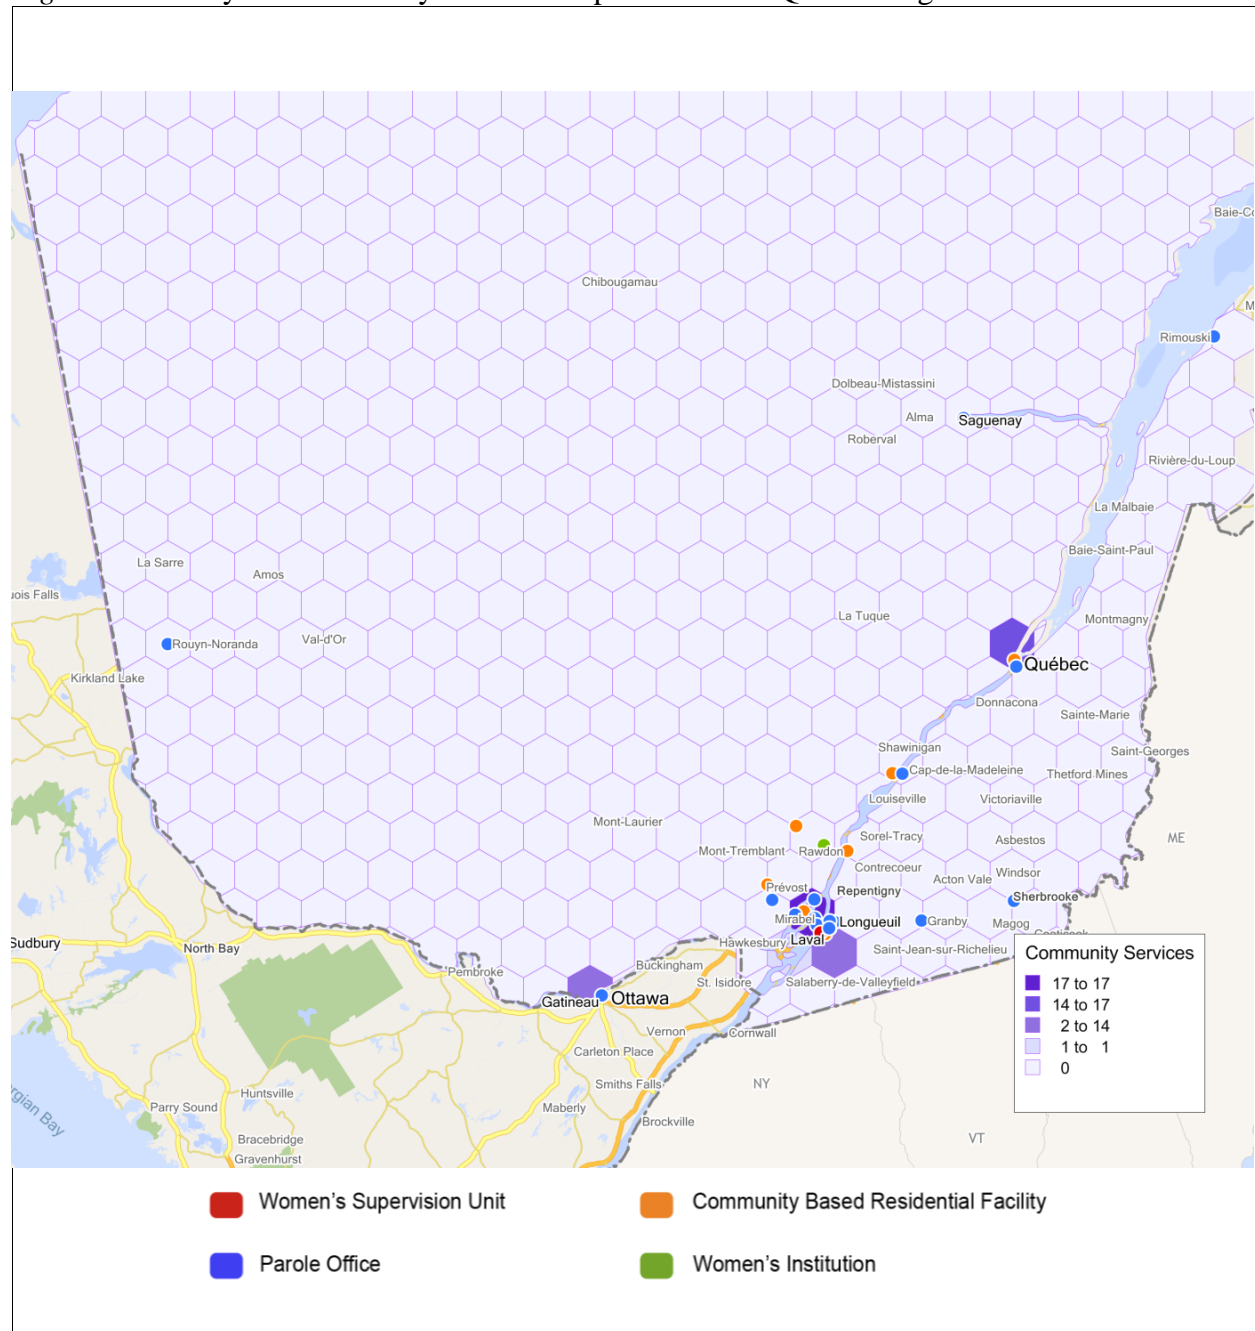 Chibougamau
Rimouski
Dolbeau-Mistassini
Alma
Saguenay
Roberval
Rivière-du-Loup
La Malbaie
Baie-Saint-Paul
La Sarre
Amos
La Tuque
Montmagny
Rouyn-Noranda
Val-d'Or
Québec
Kirkland Lake
Donnacona
Sainte-Marie
Shawinigan
Saint-Georges
Cap-de-la-Madeleine
Thetford Mines
Louiseville
Victoriaville
Mont-Laurier
Sorel-Tracy
Asbestos
ME
Mont-Tremblant
Rawdon
Contrecoeur
Windsor
Acton Vale
Prévost
Repentigny
Sherbrooke
Mirabel
Longueuil
Granby
Magog
Sudbury
North Bay
Hawkesbury
Laval
Saint-Jean-sur-Richelieu
Pembroke
Buckingham
St. Isidore
Salaberry-de-Valleyfield
Gatineau
Ottawa
Community Services
17 to 17
14 to 17
2 to 14
1 to 1
0
Vernon
Cornwall
Carleton Place
Smiths Falls
NY
Huntsville
Parry Sound
Maberly
Brockville
Bracebridge
VT
Gravenhurst
Women's Supervision Unit
Community Based Residential Facility
Parole Office
Women's Institution